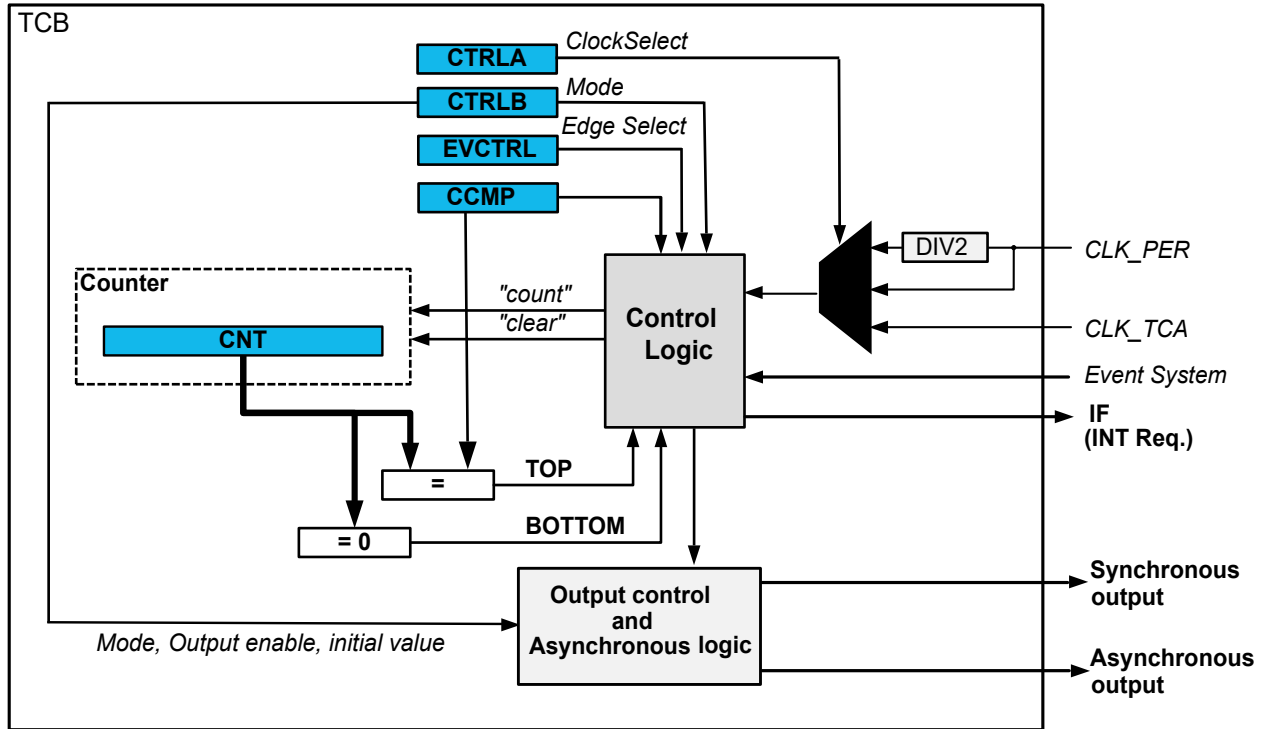 TCB
CTRLA
ClockSelect
CTRLB
Mode
EVCTRL
Edge Select
CCMP
DIV2
CLK_PER
Counter
"count"
"clear"
CNT
Control
Logic
CLK_TCA
Event System
IF
(INT Req.)
=
TOP
= 0
BOTTOM
Output control
and
Asynchronous logic
Synchronous
output
Mode, Output enable, initial value
Asynchronous
output